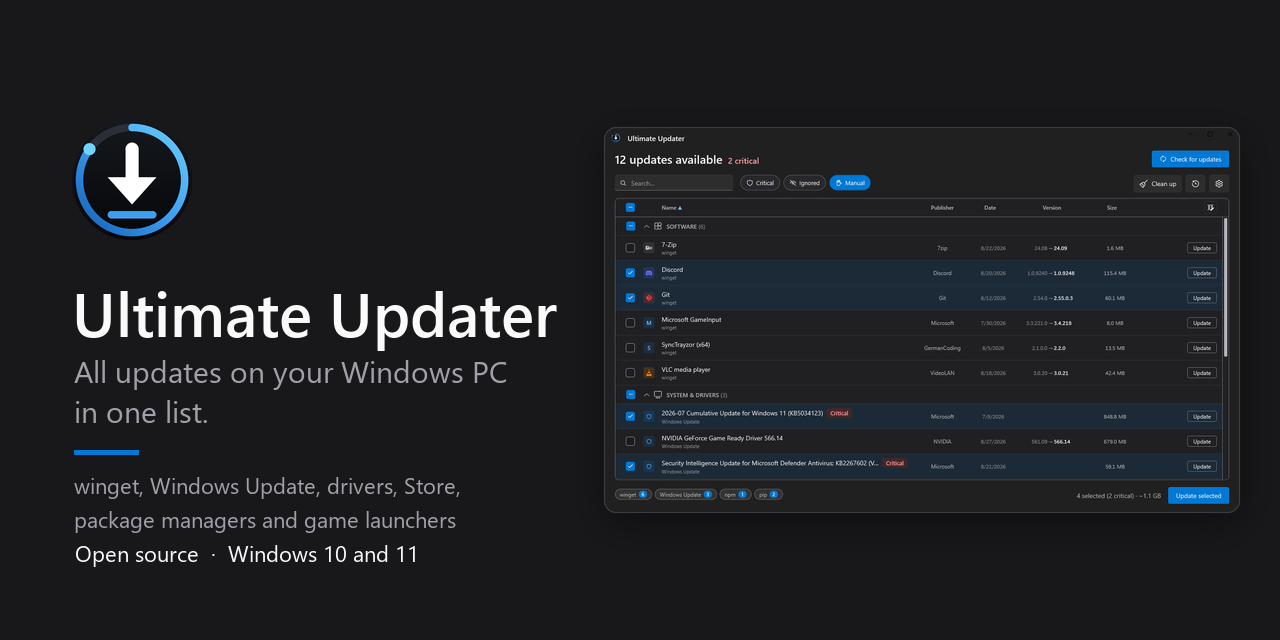 Ultimate Updater
All updates on your Windows PC
in one list.
winget, Windows Update, drivers, Store,
package managers and game launchers
Open source · Windows 10 and 11
Ultimate Updater
12 updates available 2 critical
Check for updates
Search... Critical Ignored Manual Clean up
Name Publisher Date Version Size
SOFTWARE (6)
7-Zip
winget
7zip 8/22/2026 24.08 → 24.09 1.6 MB Update
Discord
winget
Discord 8/20/2026 1.0.9240 → 1.0.9248 115.4 MB Update
Git
winget
Git 8/12/2026 2.54.0 → 2.55.0.3 60.1 MB Update
Microsoft GameInput
winget
Microsoft 7/30/2026 3.3.221.0 → 3.4.218 8.0 MB Update
SyncTrayzor (x64)
winget
GermanCoding 8/5/2026 2.1.0.0 → 2.2.0 13.5 MB Update
VLC media player
winget
VideoLAN 8/18/2026 3.0.20 → 3.0.21 42.4 MB Update
SYSTEM & DRIVERS (3)
2026-07 Cumulative Update for Windows 11 (KB5034123) Critical
Windows Update
Microsoft 7/9/2026 848.8 MB Update
NVIDIA GeForce Game Ready Driver 566.14
Windows Update
NVIDIA 8/27/2026 561.09 → 566.14 679.0 MB Update
Security Intelligence Update for Microsoft Defender Antivirus: KB2267602 (V... Critical
Windows Update
Microsoft 8/21/2026 59.1 MB Update
winget 6 Windows Update 3 npm 1 pip 2
4 selected (2 critical) · ~1.1 GB Update selected